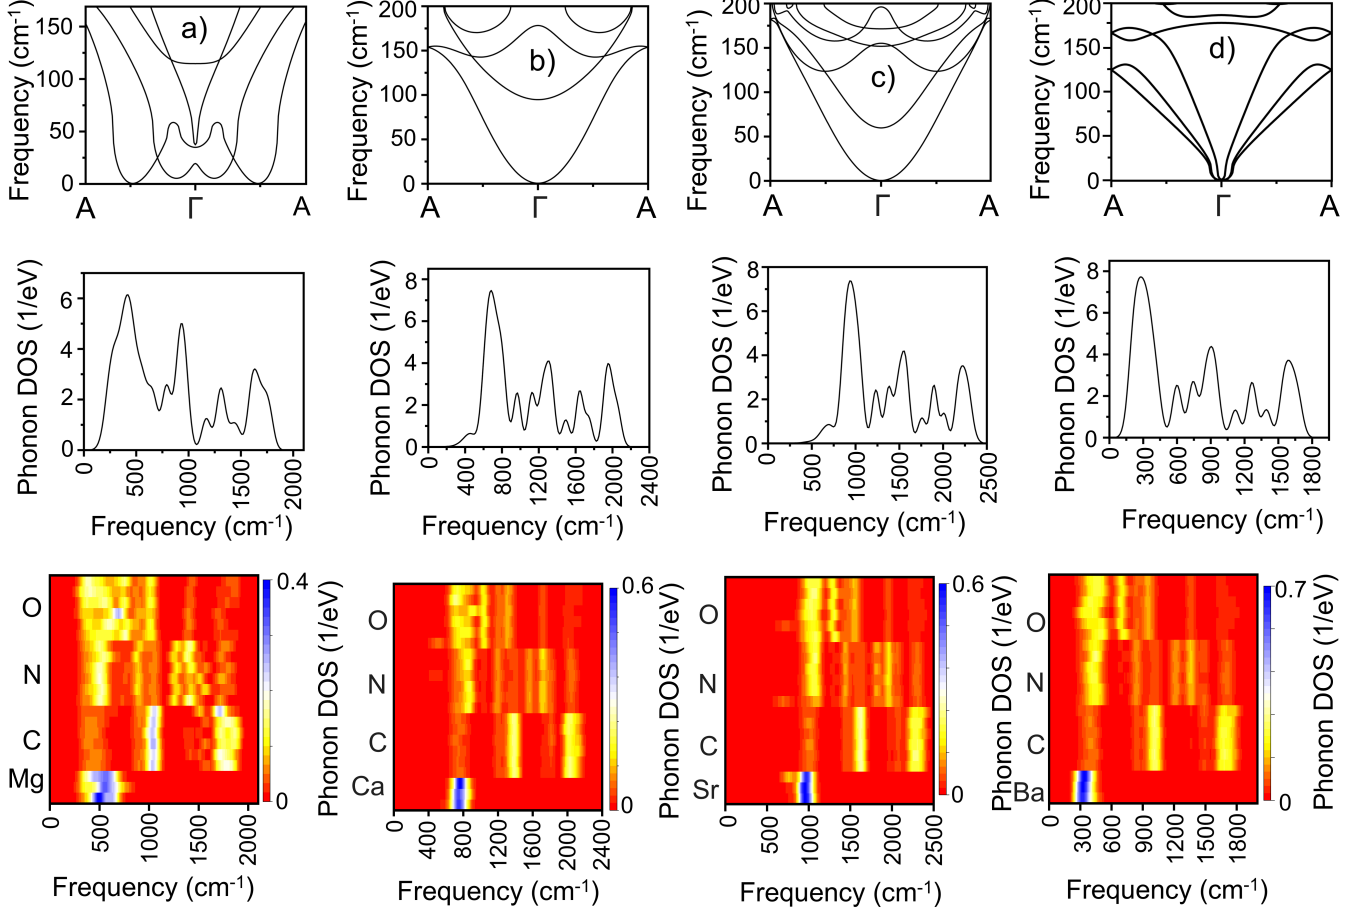 Frequency (cm-1)
150
100
50
0
a)
A
Γ
A
Frequency (cm-1)
200
150
100
50
0
b)
A
Γ
A
Frequency (cm-1)
200
150
100
50
0
c)
A
Γ
A
Frequency (cm-1)
200
150
100
50
0
d)
A
Γ
A
Phonon DOS (1/eV)
6
4
2
0
0
500
1000
1500
2000
Frequency (cm-1)
Phonon DOS (1/eV)
8
6
4
2
0
0
400
800
1200
1600
2000
2400
Frequency (cm-1)
Phonon DOS (1/eV)
8
6
4
2
0
0
500
1000
1500
2000
2500
Frequency (cm-1)
Phonon DOS (1/eV)
8
6
4
2
0
0
300
600
900
1200
1500
1800
Frequency (cm-1)
O
N
C
Mg
0
500
1000
1500
2000
Frequency (cm-1)
0.4
0
Phonon DOS (1/eV)
O
N
C
Ca
0
400
800
1200
1600
2000
2400
Frequency (cm-1)
0.6
0
Phonon DOS (1/eV)
O
N
C
Sr
0
500
1000
1500
2000
2500
Frequency (cm-1)
0.6
0
Phonon DOS (1/eV)
O
N
C
Ba
0
300
600
900
1200
1500
1800
Frequency (cm-1)
0.7
0
Phonon DOS (1/eV)